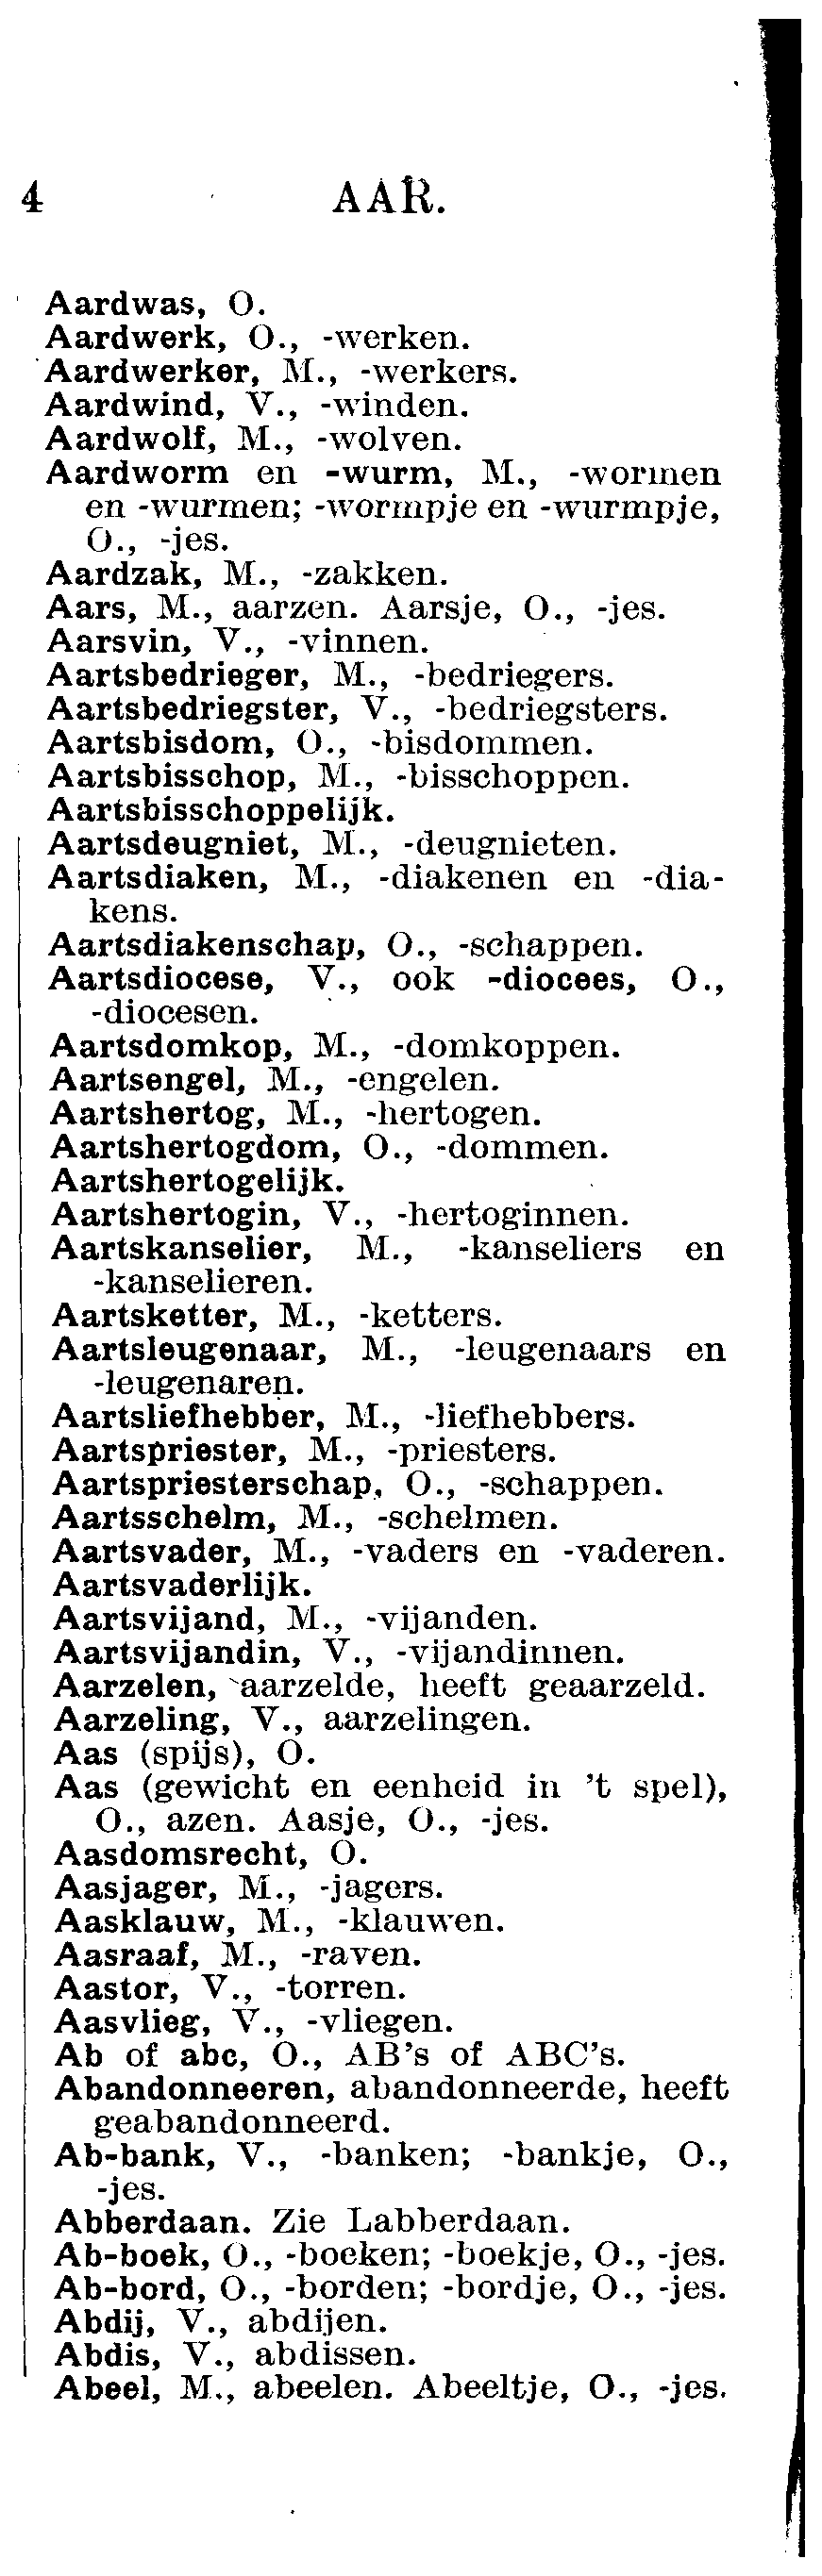 4 AAR.
Aardwas, O.
Aardwerk, O., -werken.
Aardwerker, M., -werkers.
Aardwind, V., -winden.
Aardwolf, M., -wolven.
Aardworm en -wurm, M., -wormen
en -wurmen; -wormpje en -wurmpje,
O., -jes.
Aardzak, M., -zakken.
Aars, M., aarzen. Aarsje, O., -jes.
Aarsvin, V., -vinnen.
Aartsbedrieger, M., -bedriegers.
Aartsbedriegster, V., -bedriegsters.
Aartsbisdom, O., -bisdommen.
Aartsbisschop, M., -bisschoppen.
Aartsbisschoppelijk.
Aartsdeugniet, M., -deugnieten.
Aartsdiaken, M., -diakenen en -dia-
kens.
Aartsdiakenschap, O., -schappen.
Aartsdiocese, V., ook -diocees, O.,
-diocesen.
Aartsdomkop, M., -domkoppen.
Aartsengel, M., -engelen.
Aartshertog, M., -hertogen.
Aartshertogdom, O., -dommen.
Aartshertogelijk.
Aartshertogin, V., -hertoginnen.
Aartskanselier, M., -kanseliers en
-kanselieren.
Aartsketter, M., -ketters.
Aartsleugenaar, M., -leugenaars en
-leugenaren.
Aartsliefhebber, M., -liefhebbers.
Aartspriester, M., -priesters.
Aartspriesterschap, O., -schappen.
Aartsschelm, M., -schelmen.
Aartsvader, M., -vaders en -vaderen.
Aartsvaderlijk.
Aartsvijand, M., -vijanden.
Aartsvijandin, V., -vijandinnen.
Aarzelen, aarzelde, heeft geaarzeld.
Aarzeling, V., aarzelingen.
Aas (spijs), O.
Aas (gewicht en eenheid in 't spel),
O., azen. Aasje, O., -jes.
Aasdomsrecht, O.
Aasjager, M., -jagers.
Aasklauw, M., -klauwen.
Aasraaf, M., -raven.
Aastor, V., -torren.
Aasvlieg, V., -vliegen.
Ab of abc, O., AB's of ABC's.
Abandonneeren, abandonneerde, heeft
geabandonneerd.
Ab-bank, V., -banken; -bankje, O.,
-jes.
Abberdaan. Zie Labberdaan.
Ab-boek, O., -boeken; -boekje, O., -jes.
Ab-bord, O., -borden; -bordje, O., -jes.
Abdij, V., abdijen.
Abdis, V., abdissen.
Abeel, M., abeelen. Abeeltje, O., -jes.